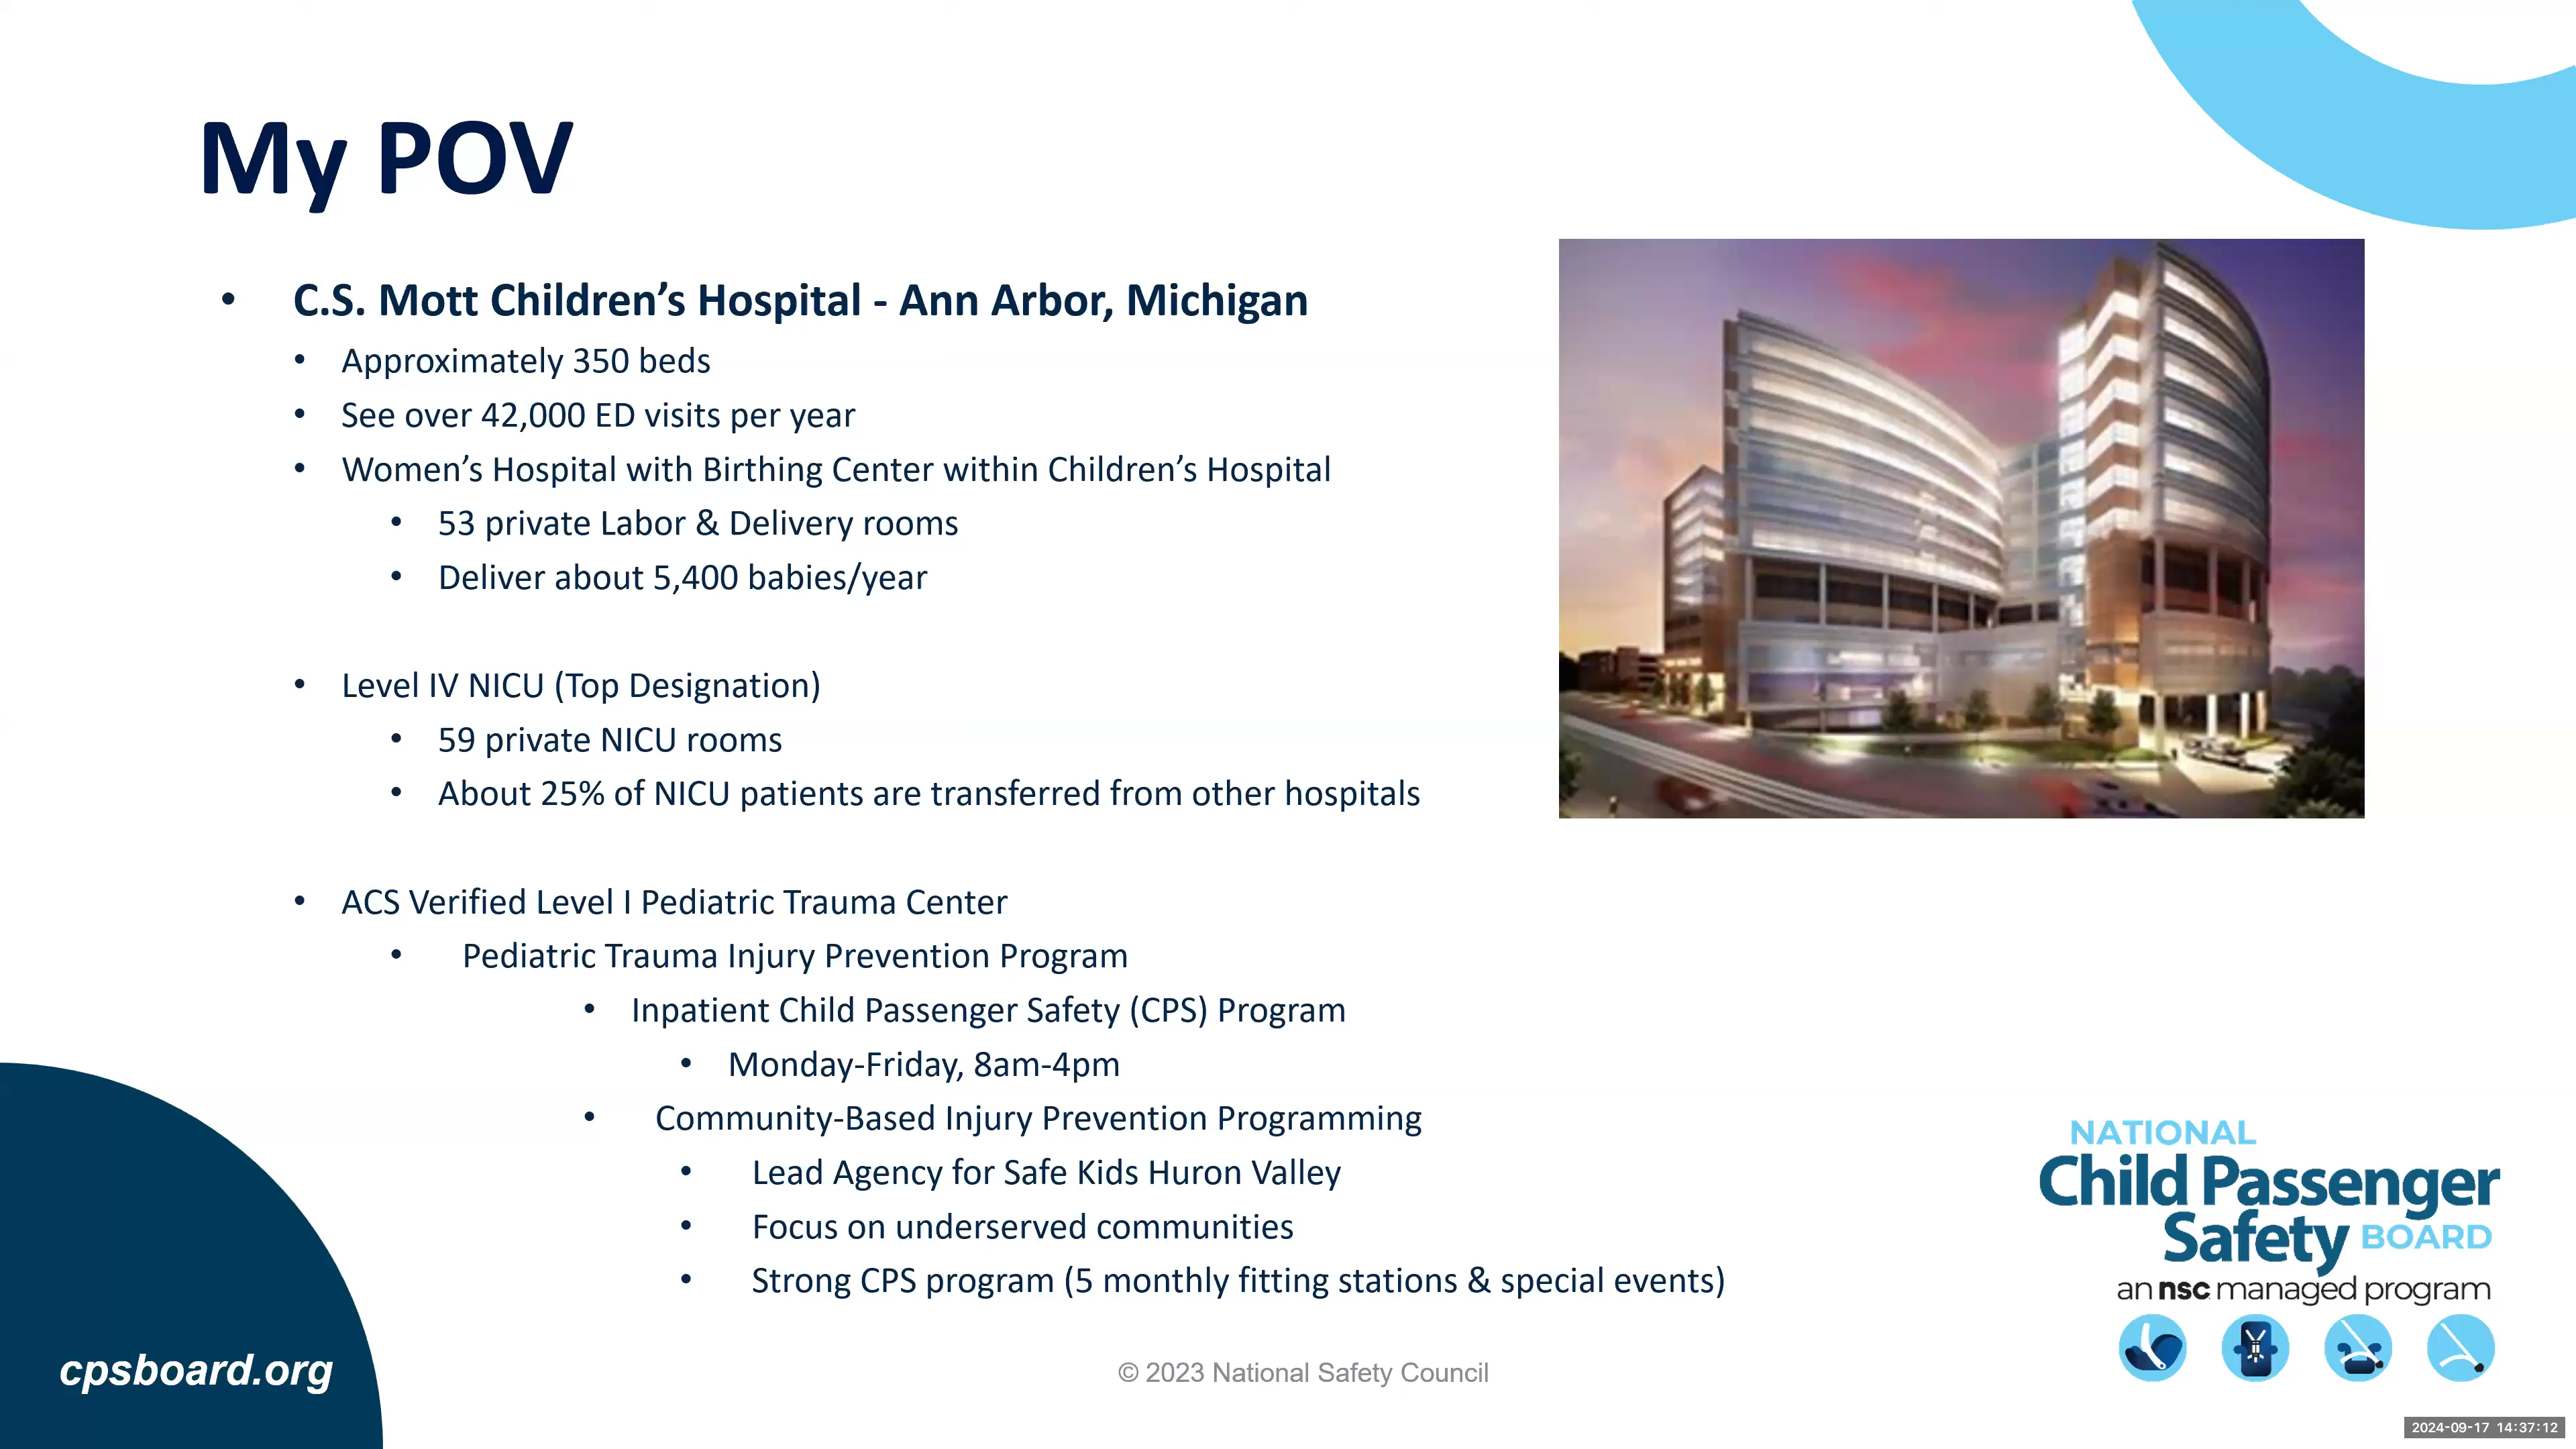 My POV
• C.S. Mott Children’s Hospital - Ann Arbor, Michigan
• Approximately 350 beds
• See over 42,000 ED visits per year
• Women’s Hospital with Birthing Center within Children’s Hospital
• 53 private Labor & Delivery rooms
• Deliver about 5,400 babies/year
• Level IV NICU (Top Designation)
• 59 private NICU rooms
• About 25% of NICU patients are transferred from other hospitals
• ACS Verified Level I Pediatric Trauma Center
• Pediatric Trauma Injury Prevention Program
• Inpatient Child Passenger Safety (CPS) Program
• Monday-Friday, 8am-4pm
• Community-Based Injury Prevention Programming
• Lead Agency for Safe Kids Huron Valley
• Focus on underserved communities
• Strong CPS program (5 monthly fitting stations & special events)
NATIONAL
Child Passenger
Safety BOARD
an nsc managed program
cpsboard.org
© 2023 National Safety Council
2024-09-17 14:37:12